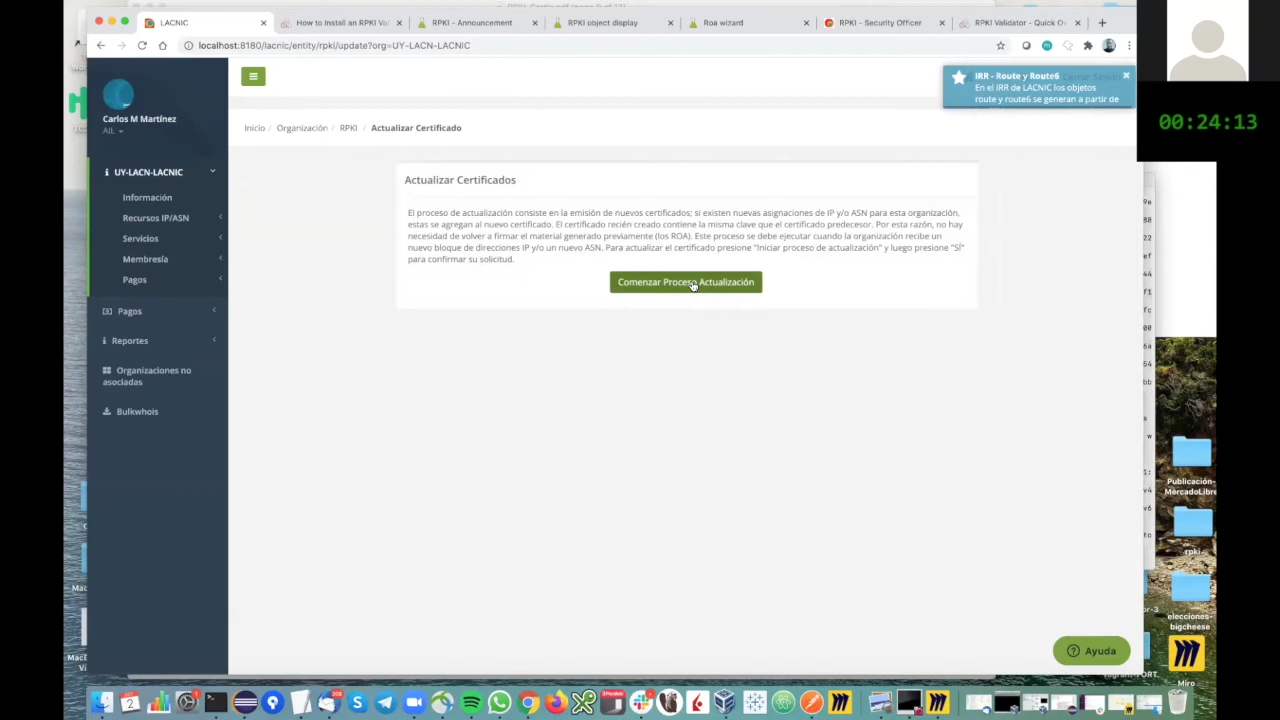 LACNIC
How to Install an RPKI Valida
RPKI - Announcement
RPKI object display
Roa wizard
RPKI - Security Officer
RPKI Validator - Quick Ov
localhost:8180/lacnic/entity/rpki/update?org=UY-LACN-LACNIC
IRR - Route y Route6
En el IRR de LACNIC los objetos
route y route6 se generan a partir de
00:24:13
Carlos M Martínez
AIL
Inicio / Organización / RPKI / Actualizar Certificado
UY-LACN-LACNIC
Información
Recursos IP/ASN
Servicios
Membresía
Pagos
Pagos
Reportes
Organizaciones no
asociadas
Bulkwhois
Actualizar Certificados
El proceso de actualización consiste en la emisión de nuevos certificados; si existen nuevas asignaciones de IP y/o ASN para esta organización,
estas se agregan al nuevo certificado. El certificado recién creado contiene la misma clave que el certificado predecesor. Por esta razón, no hay
necesidad de volver a firmar el material generado previamente (los ROA). Este proceso se debe ejecutar cuando la organización recibe un
nuevo bloque de direcciones IP y/o un nuevo ASN. Para actualizar el certificado presione "Iniciar proceso de actualización" y luego presione "SÍ"
para confirmar su solicitud.
Comenzar Proceso Actualización
Ayuda
Publicación-
MercadoLibre
rpki
elecciones-
bigcheese
Miro